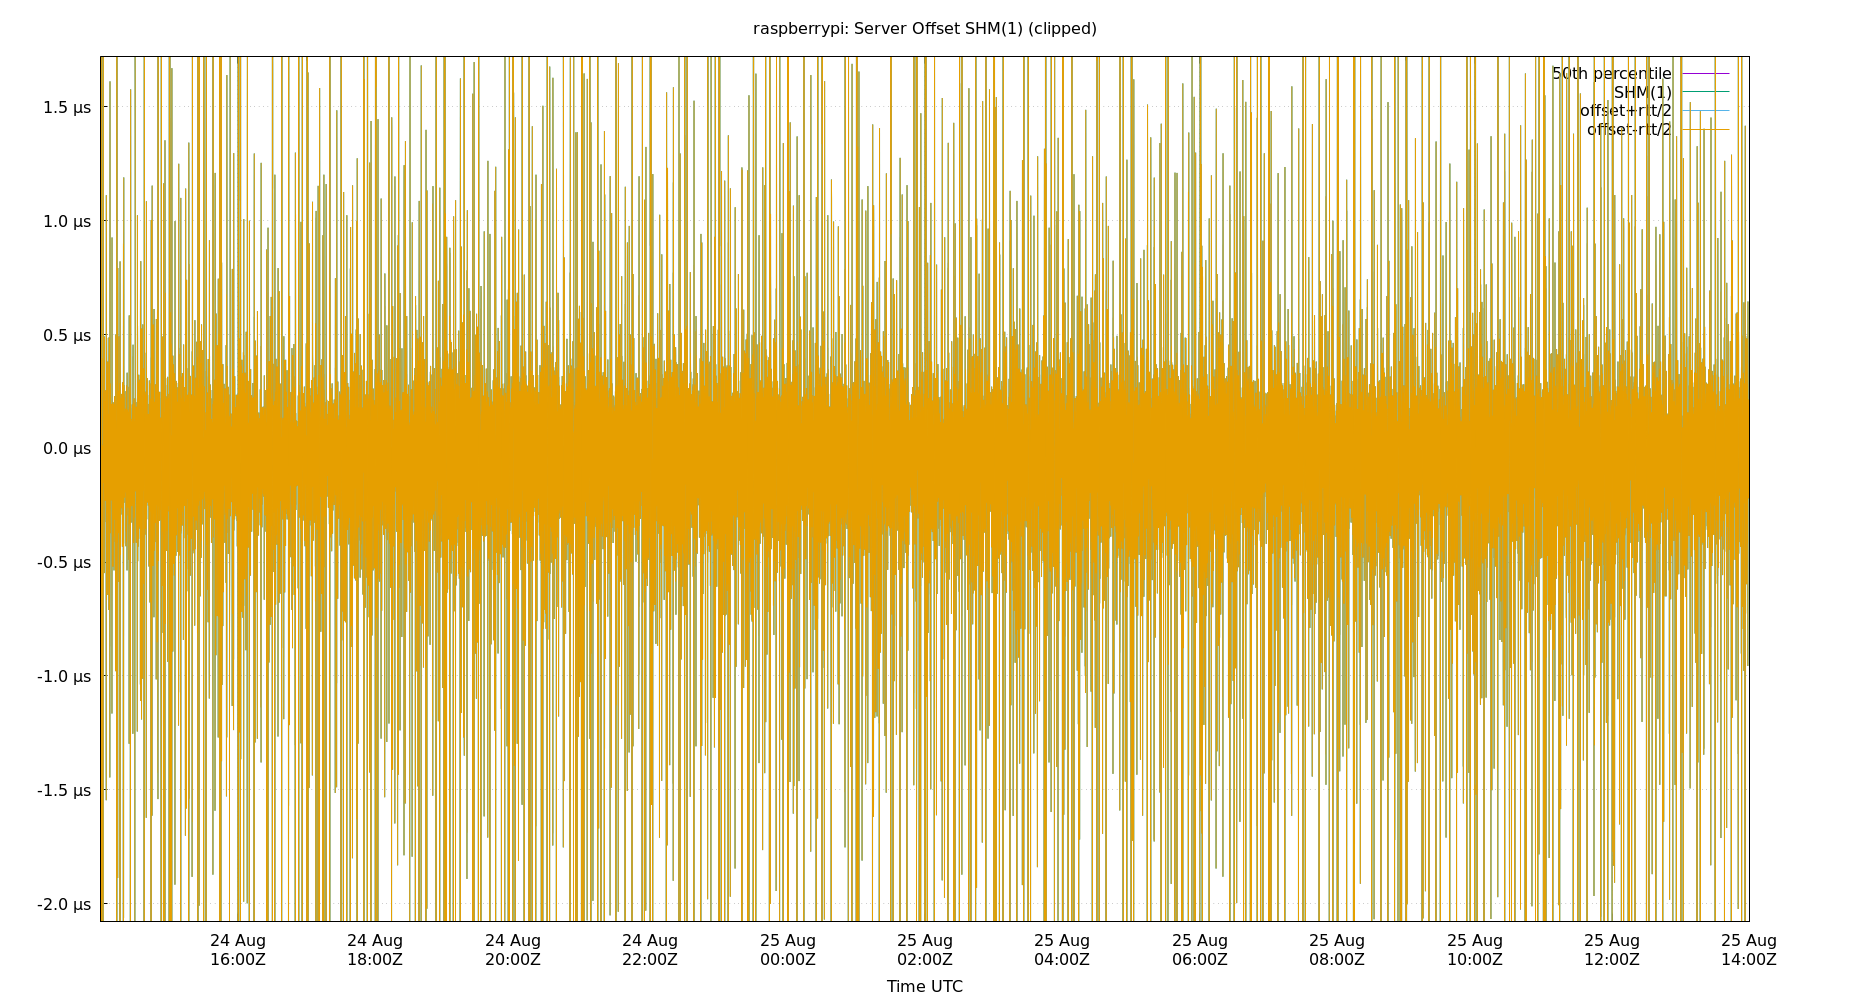 raspberrypi: Server Offset SHM(1) (clipped)
50th percentile
SHM(1)
offset+rtt/2
offset-rtt/2
1.5 µs
1.0 µs
0.5 µs
0.0 µs
-0.5 µs
-1.0 µs
-1.5 µs
-2.0 µs
24 Aug 24 Aug 24 Aug 24 Aug 25 Aug 25 Aug 25 Aug 25 Aug 25 Aug 25 Aug 25 Aug 25 Aug
16:00Z 18:00Z 20:00Z 22:00Z 00:00Z 02:00Z 04:00Z 06:00Z 08:00Z 10:00Z 12:00Z 14:00Z
Time UTC